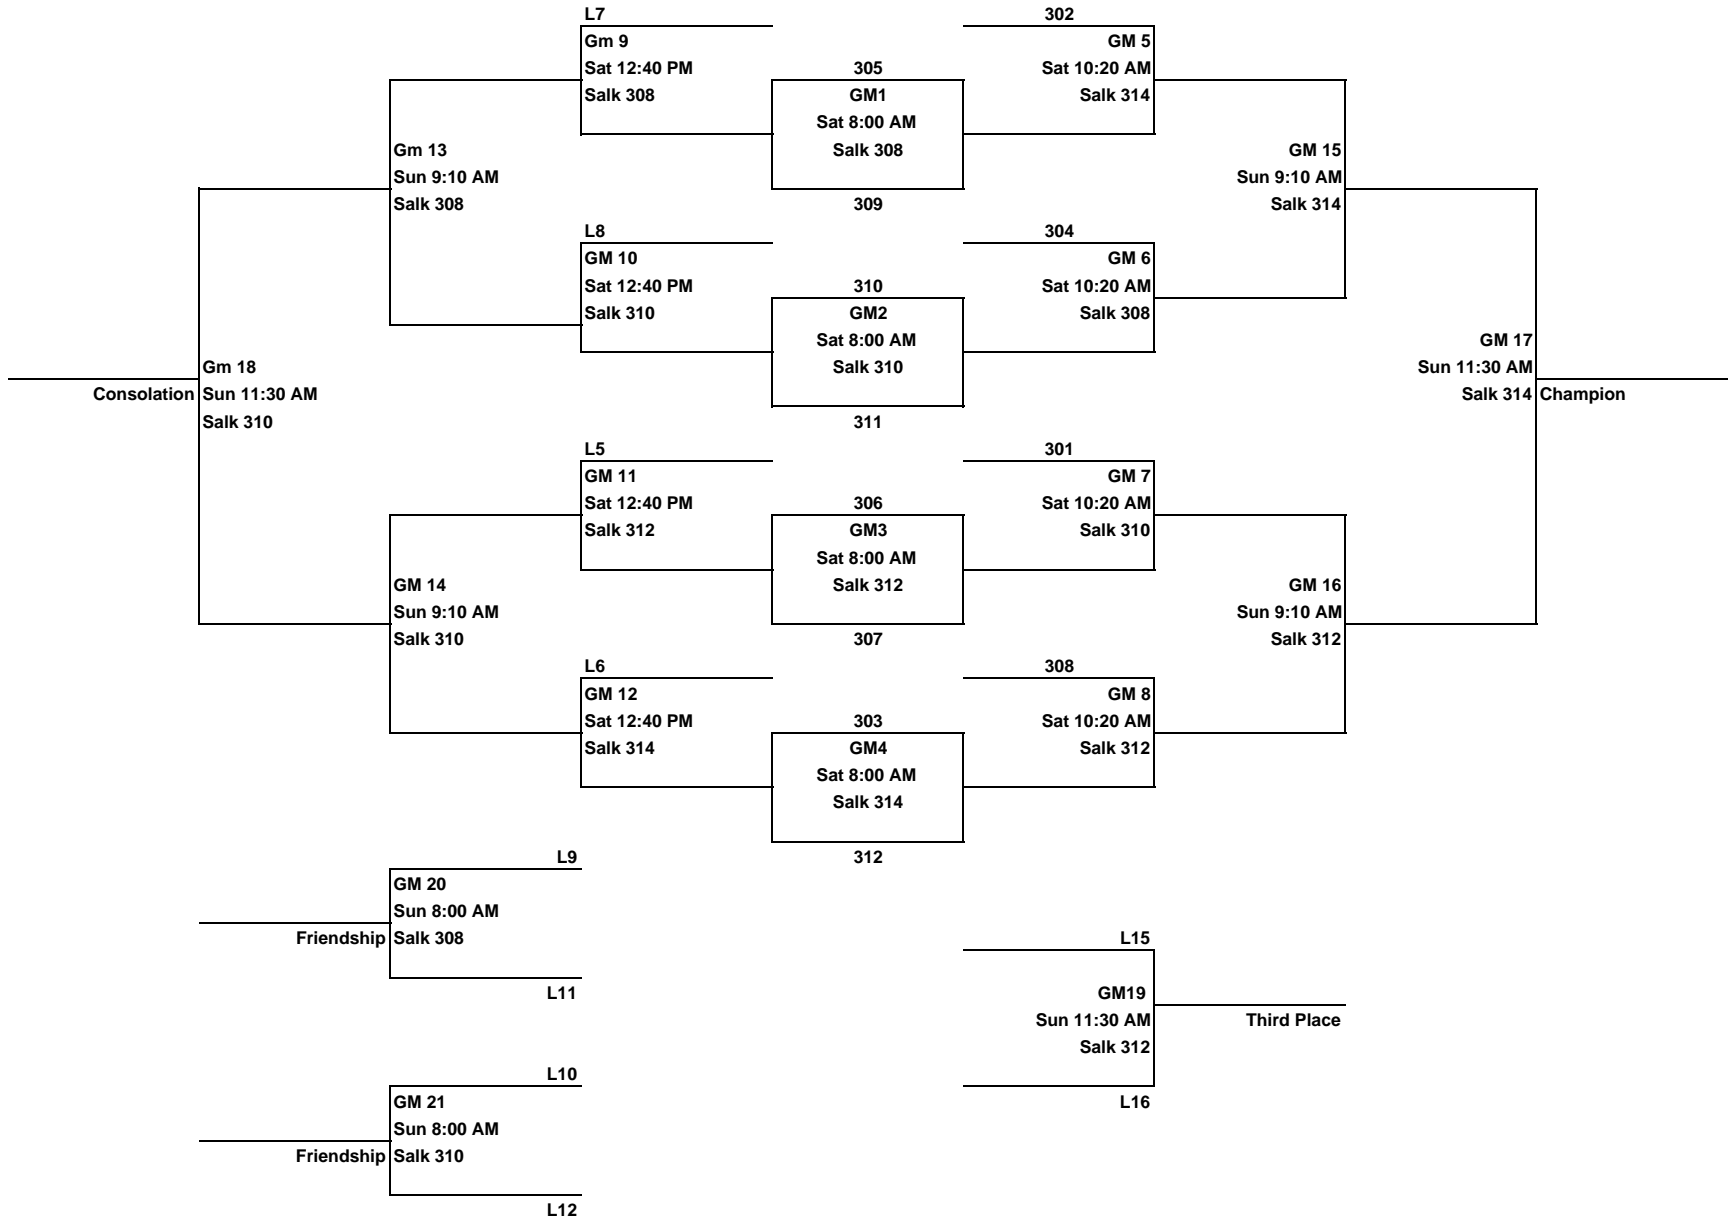 L7
302
Gm 9
GM 5
Sat 12:40 PM
305
Sat 10:20 AM
Salk 308
GM1
Salk 314
Sat 8:00 AM
Gm 13
Salk 308
GM 15
Sun 9:10 AM
Sun 9:10 AM
Salk 308
309
Salk 314
L8
304
GM 10
GM 6
Sat 12:40 PM
310
Sat 10:20 AM
Salk 310
GM2
Salk 308
Sat 8:00 AM
GM 17
Gm 18
Salk 310
Sun 11:30 AM
Consolation
Sun 11:30 AM
Salk 314
Champion
Salk 310
311
L5
301
GM 11
GM 7
Sat 12:40 PM
306
Sat 10:20 AM
Salk 312
GM3
Salk 310
Sat 8:00 AM
GM 14
Salk 312
GM 16
Sun 9:10 AM
Sun 9:10 AM
Salk 310
307
Salk 312
L6
308
GM 12
GM 8
Sat 12:40 PM
303
Sat 10:20 AM
Salk 314
GM4
Salk 312
Sat 8:00 AM
Salk 314
L9
312
GM 20
Sun 8:00 AM
Friendship
Salk 308
L15
L11
GM19
Sun 11:30 AM
Third Place
Salk 312
L10
GM 21
L16
Sun 8:00 AM
Friendship
Salk 310
L12